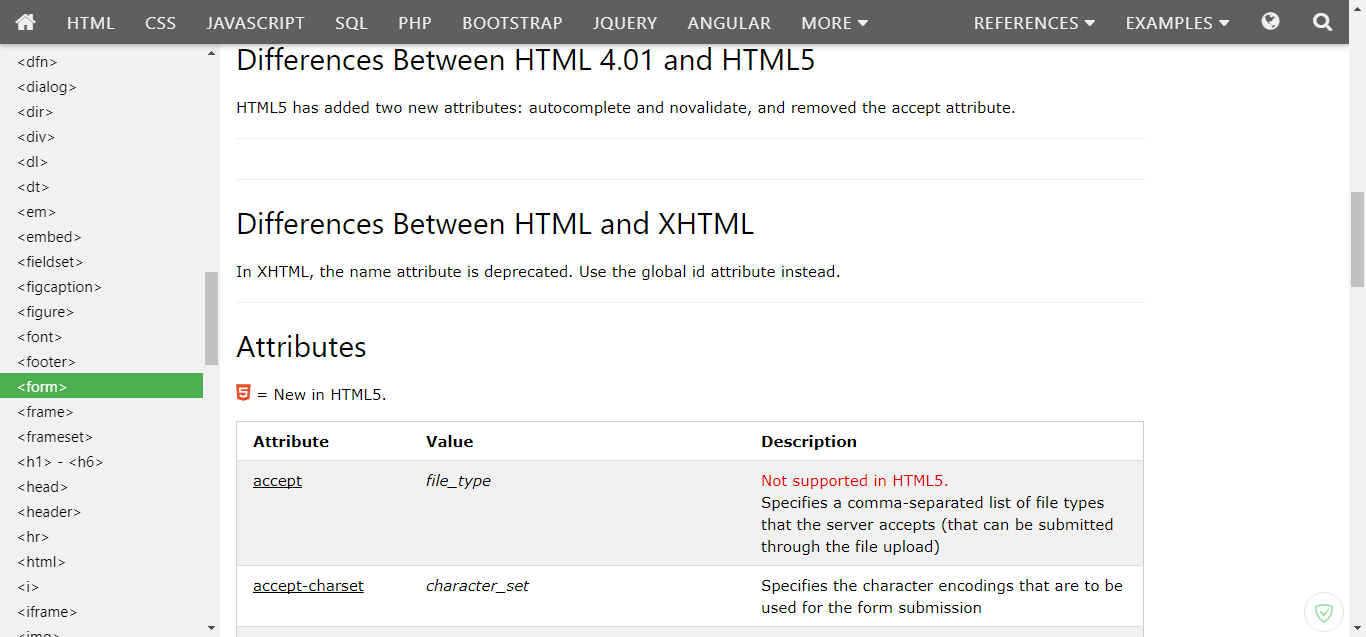 HTML CSS JAVASCRIPT SQL PHP BOOTSTRAP JQUERY ANGULAR MORE REFERENCES EXAMPLES
<dfn>
<dialog>
<dir>
<div>
<dl>
<dt>
<em>
<embed>
<fieldset>
<figcaption>
<figure>
<font>
<footer>
<form>
<frame>
<frameset>
<h1> - <h6>
<head>
<header>
<hr>
<html>
<i>
<iframe>
<img>
Differences Between HTML 4.01 and HTML5
HTML5 has added two new attributes: autocomplete and novalidate, and removed the accept attribute.
Differences Between HTML and XHTML
In XHTML, the name attribute is deprecated. Use the global id attribute instead.
Attributes
5 = New in HTML5.
Attribute Value Description
accept file_type Not supported in HTML5.
Specifies a comma-separated list of file types
that the server accepts (that can be submitted
through the file upload)
accept-charset character_set Specifies the character encodings that are to be
used for the form submission